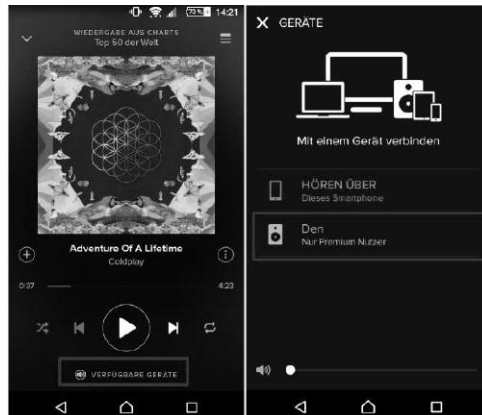 14:21
WIEDERGABE AUS CHARTS
Top 50 der Welt
Adventure Of A Lifetime
Coldplay
0:37
4:23
VERFÜGBARE GERÄTE
GERÄTE
Mit einem Gerät verbinden
HÖREN ÜBER
Dieses Smartphone
Den
Nur Premium Nutzer